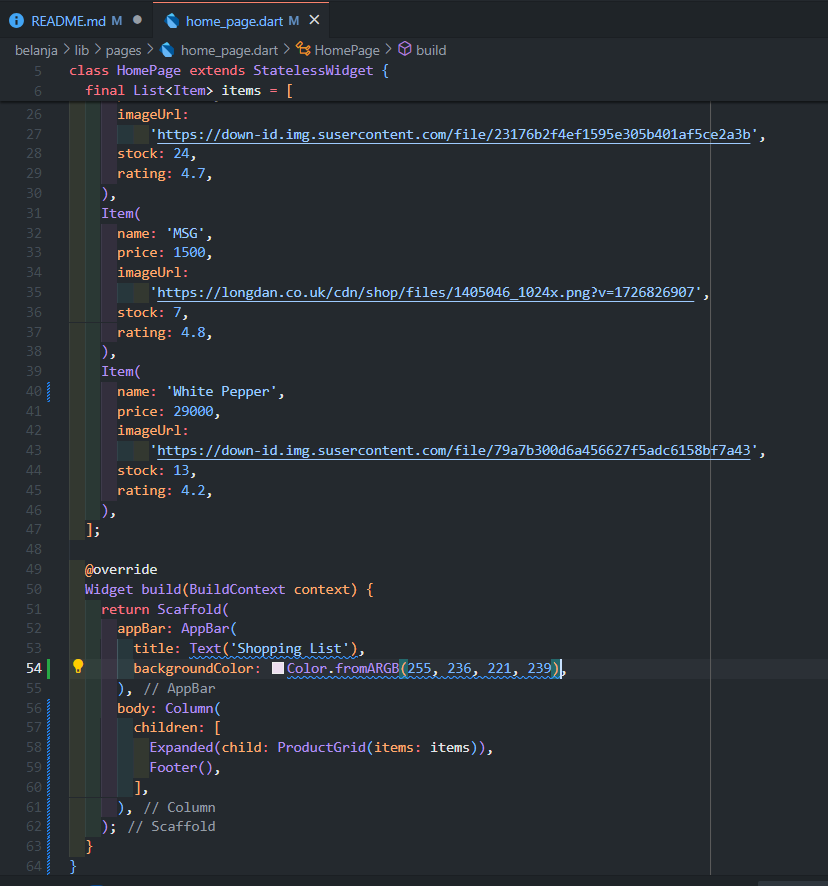 README.md M
home_page.dart M
belanja > lib > pages > home_page.dart > HomePage > build
5 class HomePage extends StatelessWidget {
6 final List<Item> items = [
26 imageUrl:
27 'https://down-id.img.susercontent.com/file/23176b2f4ef1595e305b401af5ce2a3b',
28 stock: 24,
29 rating: 4.7,
30 ),
31 Item(
32 name: 'MSG',
33 price: 1500,
34 imageUrl:
35 'https://longdan.co.uk/cdn/shop/files/1405046_1024x.png?v=1726826907',
36 stock: 7,
37 rating: 4.8,
38 ),
39 Item(
40 name: 'White Pepper',
41 price: 29000,
42 imageUrl:
43 'https://down-id.img.susercontent.com/file/79a7b300d6a456627f5adc6158bf7a43',
44 stock: 13,
45 rating: 4.2,
46 ),
47 ];
48
49 @override
50 Widget build(BuildContext context) {
51 return Scaffold(
52 appBar: AppBar(
53 title: Text('Shopping List'),
54 backgroundColor: Color.fromARGB(255, 236, 221, 239),
55 ), // AppBar
56 body: Column(
57 children: [
58 Expanded(child: ProductGrid(items: items)),
59 Footer(),
60 ],
61 ), // Column
62 ); // Scaffold
63 }
64 }